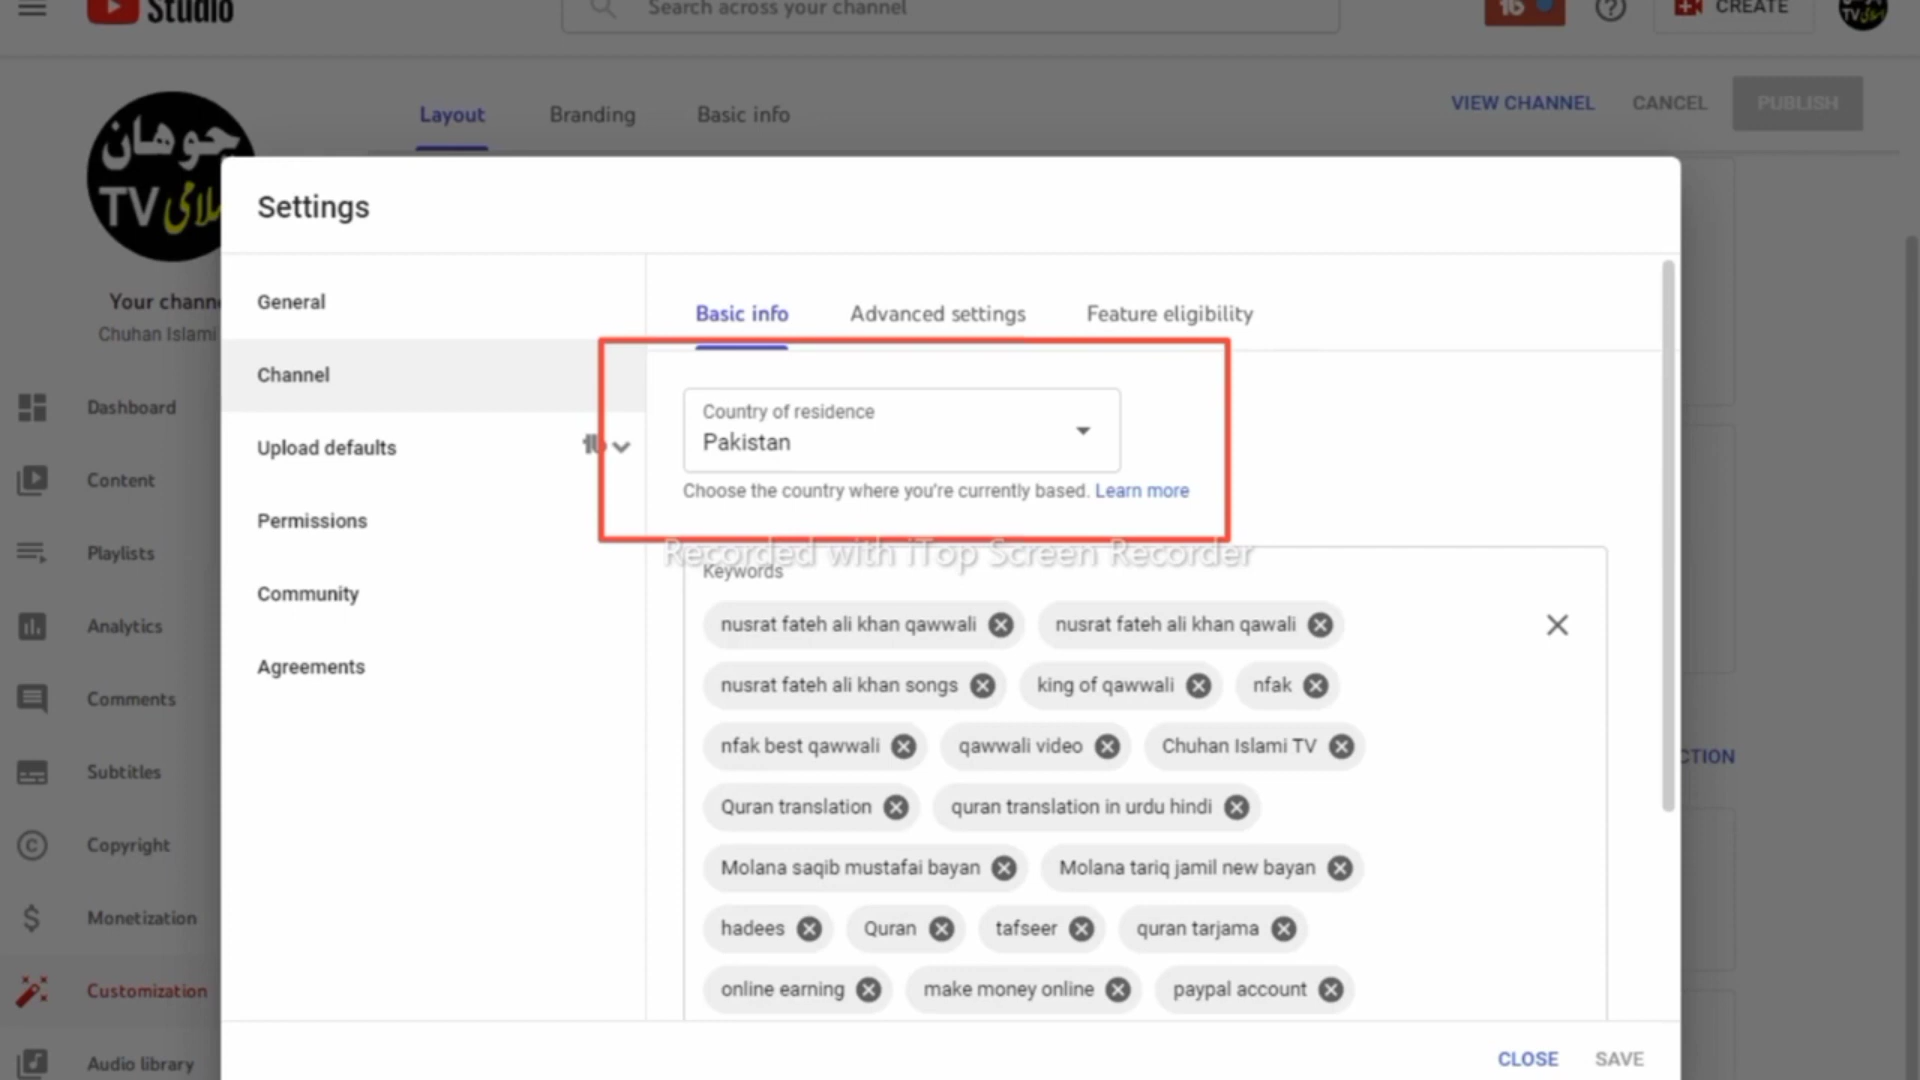 Studio
Search across your channel
CREATE
Layout
Branding
Basic info
VIEW CHANNEL
CANCEL
PUBLISH
چوهان
TV
Your chann
Chuhan Islami
Dashboard
Content
Playlists
Analytics
Comments
Subtitles
Copyright
Monetization
Customization
Audio library
Settings
General
Channel
Upload defaults
Permissions
Community
Agreements
Basic info
Advanced settings
Feature eligibility
Country of residence
Pakistan
Choose the country where you're currently based. Learn more
Recorded with iTop Screen Recorder
Keywords
nusrat fateh ali khan qawwali
nusrat fateh ali khan qawali
nusrat fateh ali khan songs
king of qawwali
nfak
nfak best qawwali
qawwali video
Chuhan Islami TV
Quran translation
quran translation in urdu hindi
Molana saqib mustafai bayan
Molana tariq jamil new bayan
hadees
Quran
tafseer
quran tarjama
online earning
make money online
paypal account
CTION
CLOSE
SAVE